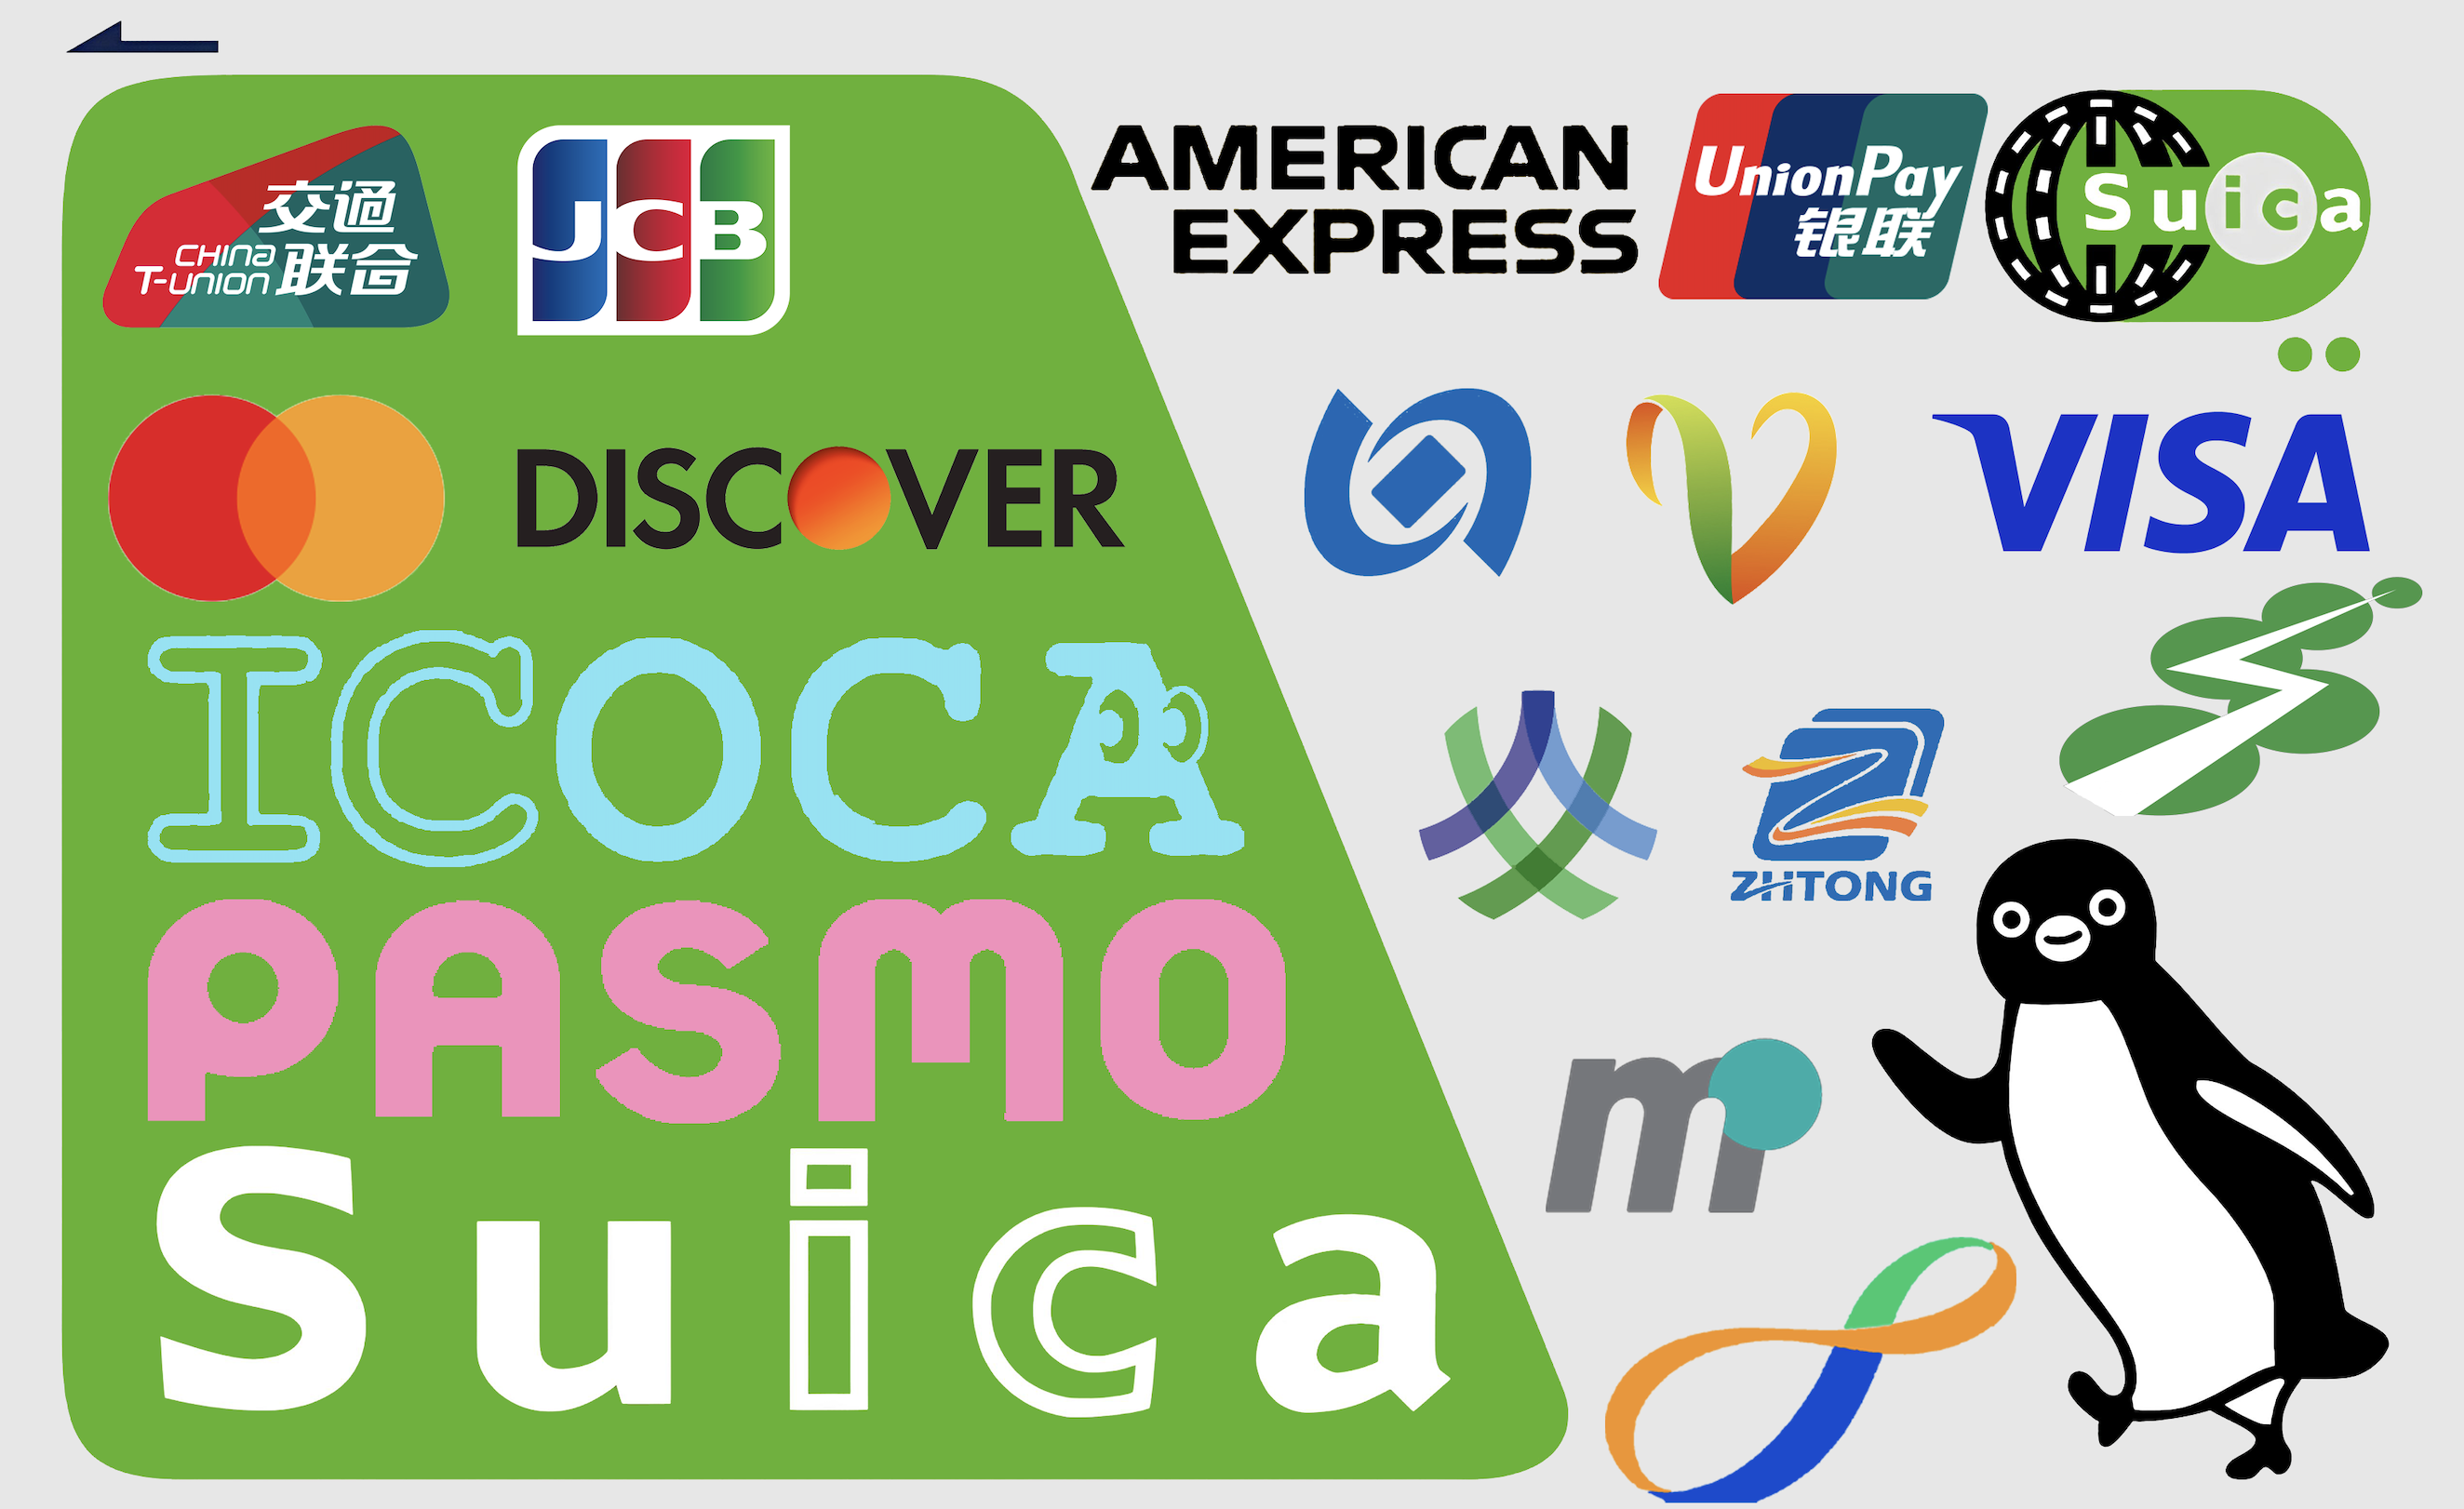 交通
CHINA
T-UNION 联合
JCB
AMERICAN
EXPRESS
UnionPay
银联
Suica
DISCOVER
VISA
ICOCA
ZHITONG
PASMO
m
Suica